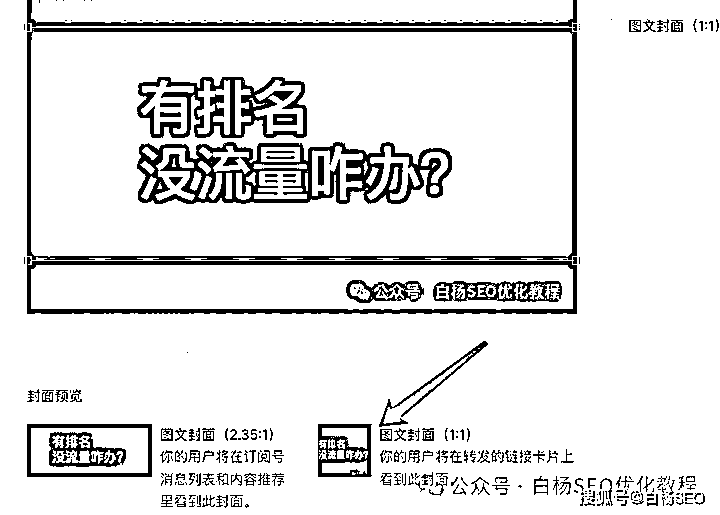 图文封面（1:1）
有排名
没流量咋办？
公众号 白杨SEO优化教程
封面预览
有排名
没流量咋办？
图文封面（2.35:1）
你的用户将在订阅号
消息列表和内容推荐
里看到此封面。
有排名
没流量咋办？
图文封面（1:1）
你的用户将在转发的链接卡片上
看到此封面。
公众号 · 白杨SEO优化教程
搜狐号@白杨SEO